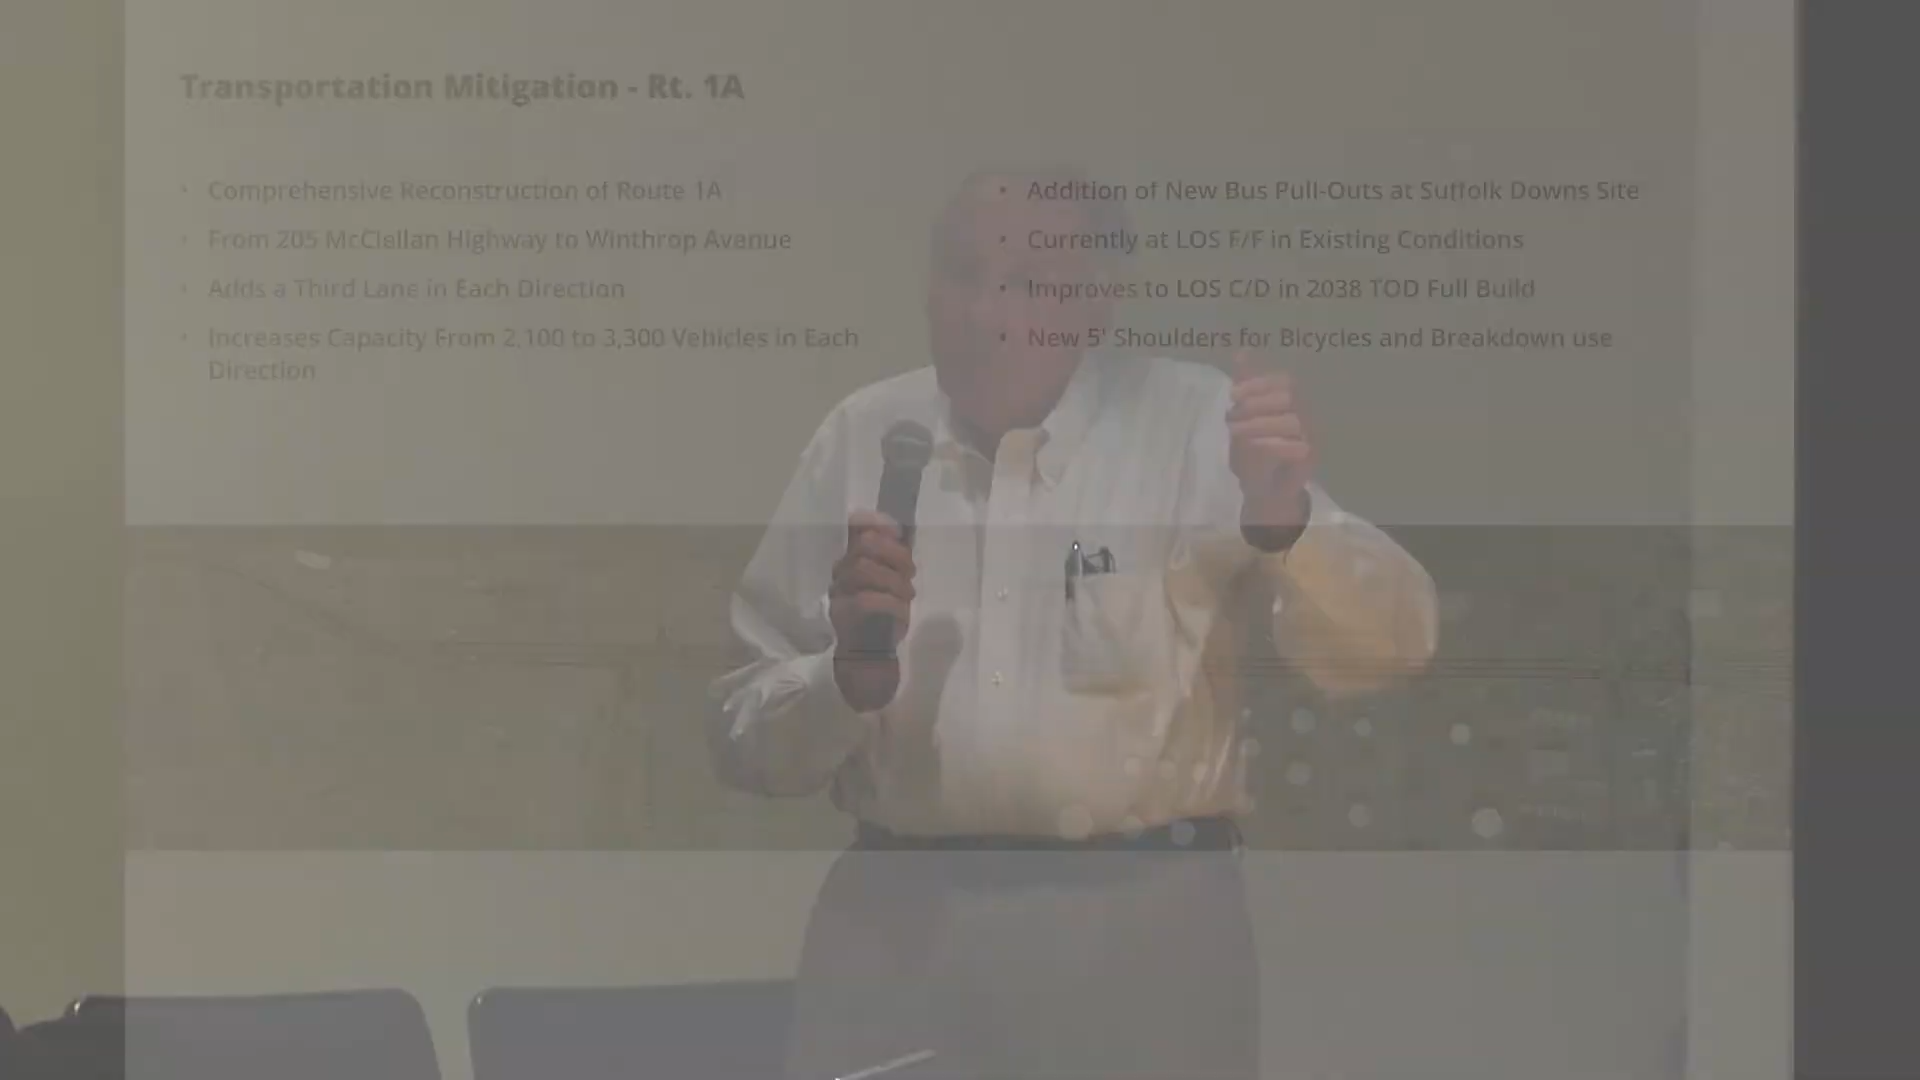 Transportation Mitigation - Rt. 1A
• Comprehensive Reconstruction of Route 1A
• From 205 McClellan Highway to Winthrop Avenue
• Adds a Third Lane in Each Direction
• Increases Capacity From 2,100 to 3,300 Vehicles in Each
Direction
• Addition of New Bus Pull-Outs at Suffolk Downs Site
• Currently at LOS F/F in Existing Conditions
• Improves to LOS C/D in 2038 TOD Full Build
• New 5' Shoulders for Bicycles and Breakdown use